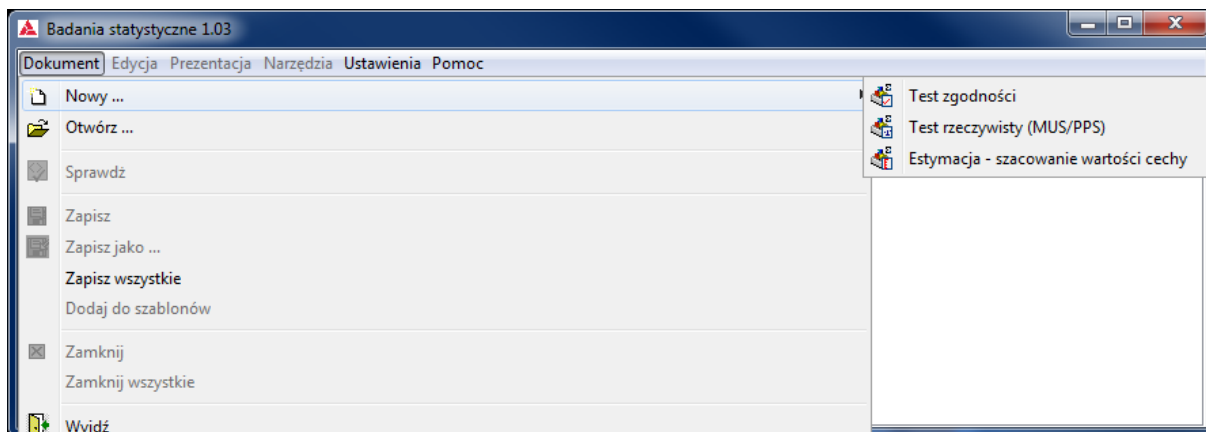 Badania statystyczne 1.03
Dokument Edycja Prezentacja Narzędzia Ustawienia Pomoc
Nowy ...
Test zgodności
Otwórz ...
Test rzeczywisty (MUS/PPS)
Estymacja - szacowanie wartości cechy
Sprawdź
Zapisz
Zapisz jako ...
Zapisz wszystkie
Dodaj do szablonów
Zamknij
Zamknij wszystkie
Wyjdź